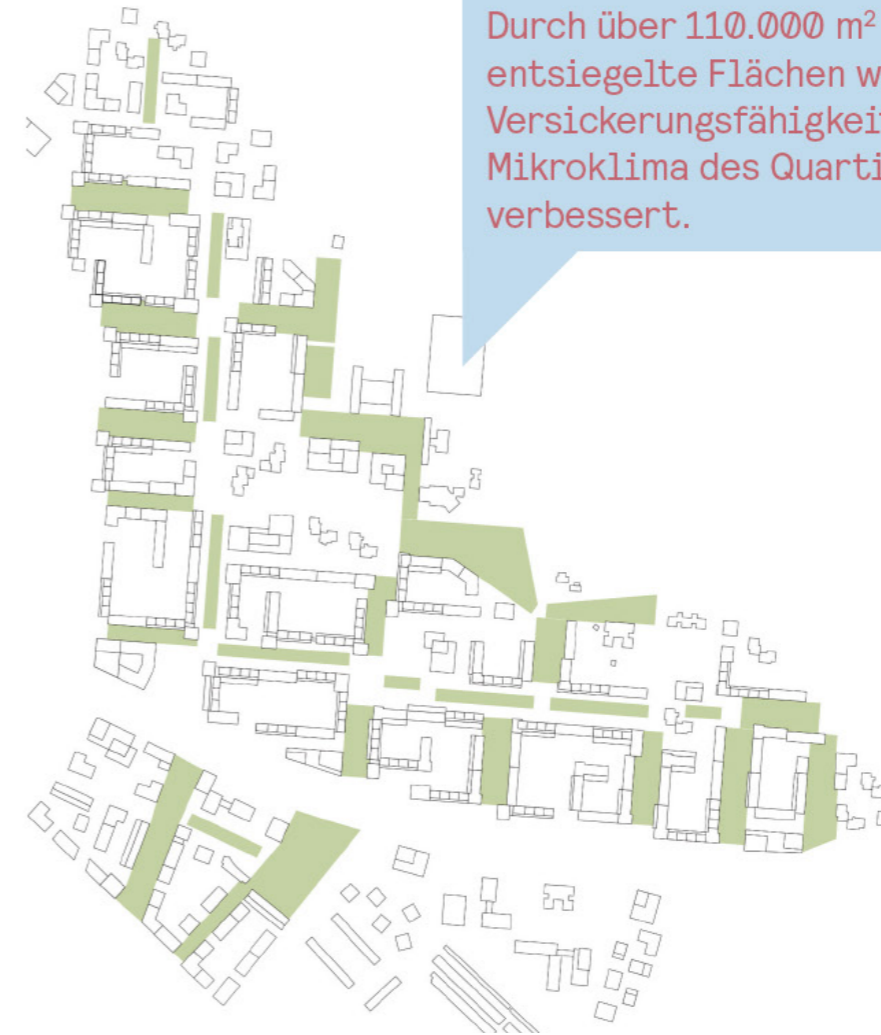 Durch über 110.000 m²
entsiegelte Flächen w
Versickerungsfähigkeit
Mikroklima des Quarti
verbessert.